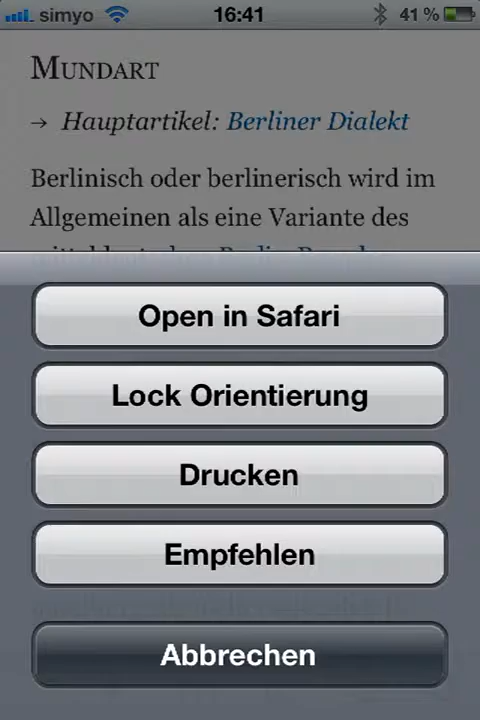 simyo 16:41 41 %
MUNDART
→ Hauptartikel: Berliner Dialekt
Berlinisch oder berlinerisch wird im
Allgemeinen als eine Variante des
Open in Safari
Lock Orientierung
Drucken
Empfehlen
Abbrechen